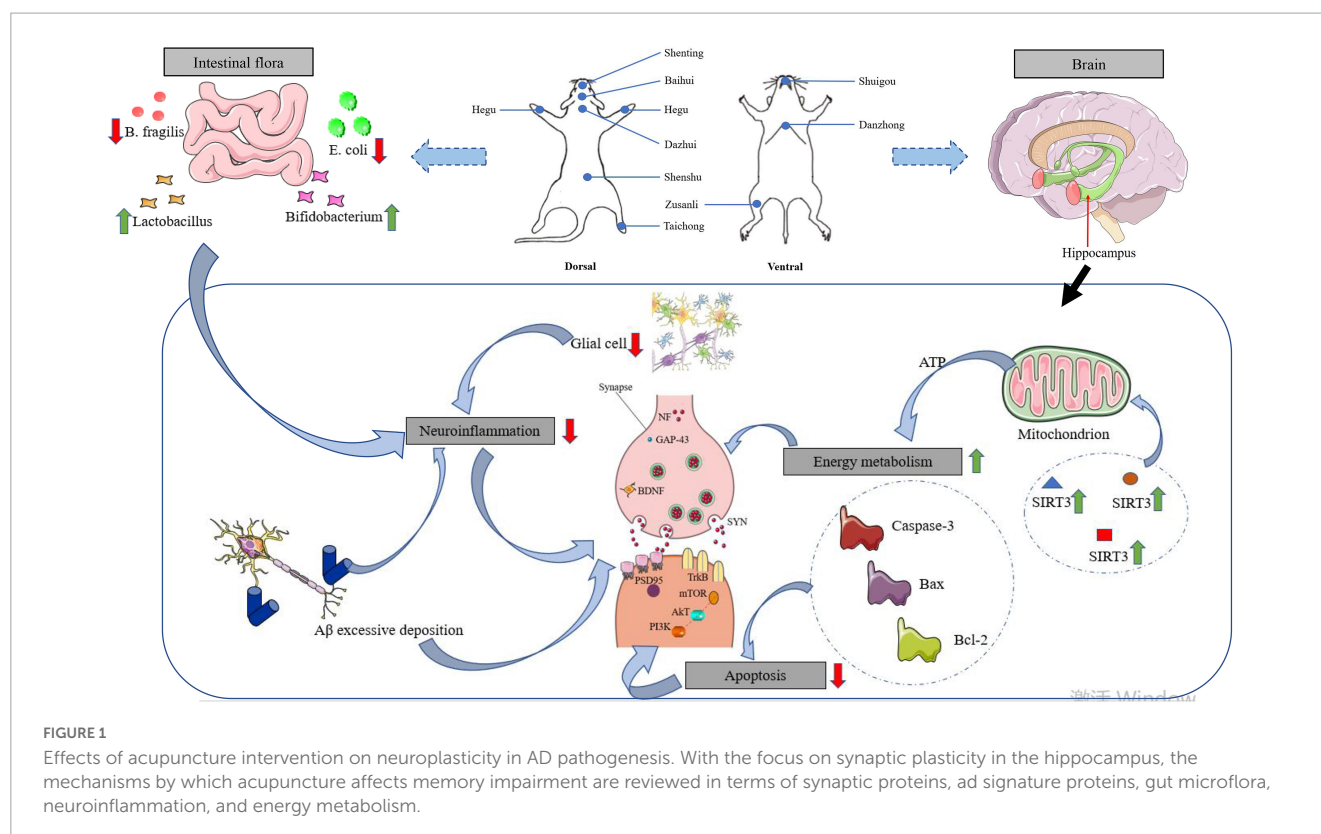 Intestinal flora
B. fragilis
E. coli
Lactobacillus
Bifidobacterium
Shenting
Baihui
Hegu
Hegu
Dazhui
Shenshu
Taichong
Dorsal
Shuigou
Danzhong
Zusanli
Ventral
Brain
Hippocampus
Glial cell
Synapse
NF
GAP-43
BDNF
SYN
PSD95
TrkB
mTOR
AkT
PI3K
Neuroinflammation
Aβ excessive deposition
ATP
Mitochondrion
Energy metabolism
SIRT3
SIRT3
SIRT3
Caspase-3
Bax
Bcl-2
Apoptosis
激活 Window
FIGURE 1
Effects of acupuncture intervention on neuroplasticity in AD pathogenesis. With the focus on synaptic plasticity in the hippocampus, the
mechanisms by which acupuncture affects memory impairment are reviewed in terms of synaptic proteins, ad signature proteins, gut microflora,
neuroinflammation, and energy metabolism.